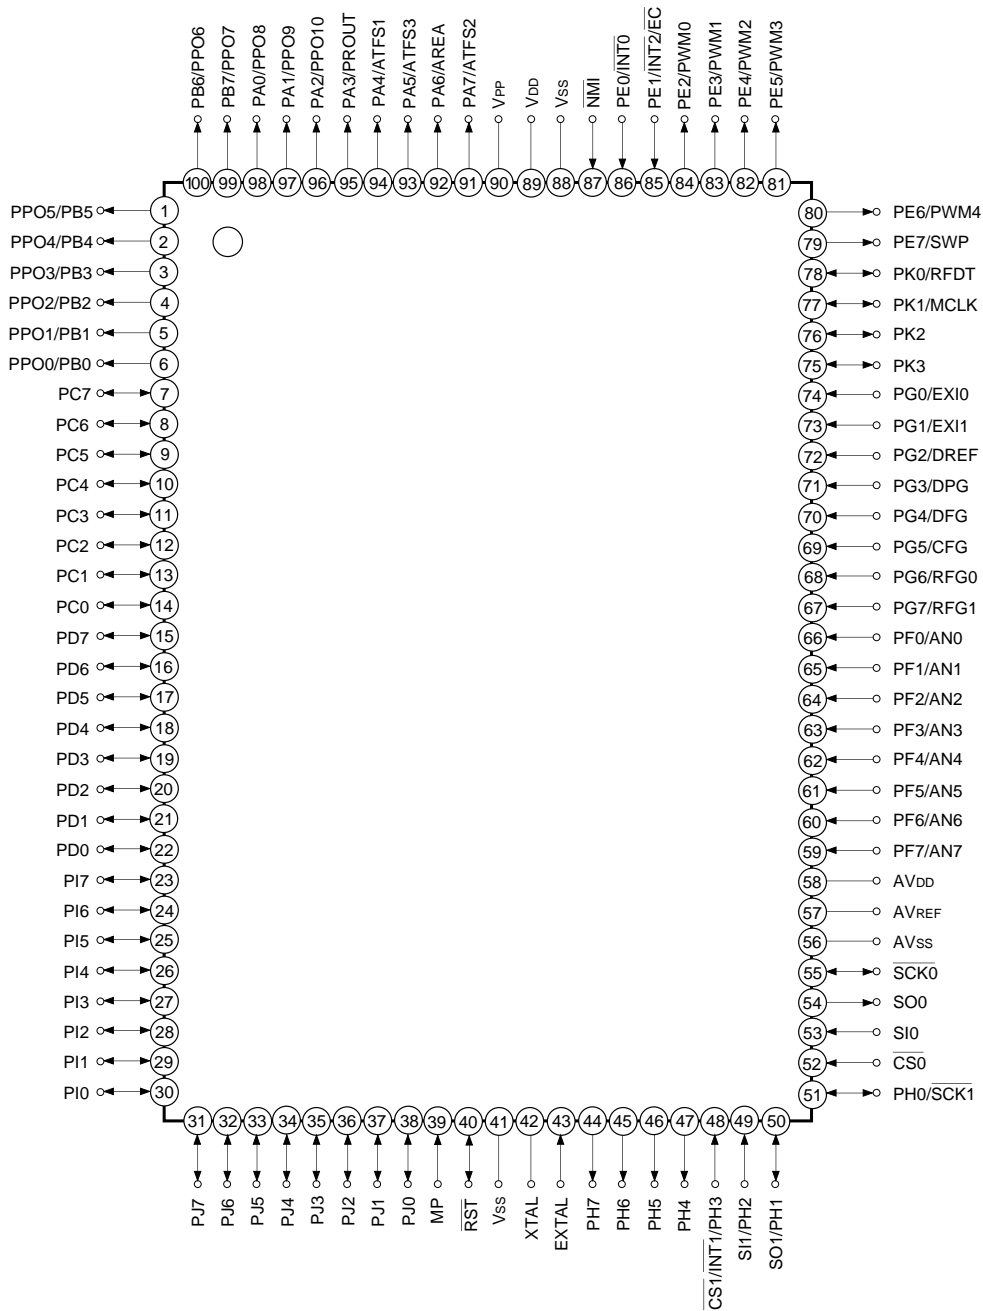 PB6/PPO6
PB7/PPO7
PA0/PPO8
PA1/PPO9
PA2/PPO10
PA3/PROUT
PA4/ATFS1
PA5/ATFS3
PA6/AREA
PA7/ATFS2
VPP
VDD
VSS
NMI
PE0/INT0
PE1/INT2/EC
PE2/PWM0
PE3/PWM1
PE4/PWM2
PE5/PWM3
100 99 98 97 96 95 94 93 92 91 90 89 88 87 86 85 84 83 82 81
PPO5/PB5 1
PPO4/PB4 2
PPO3/PB3 3
PPO2/PB2 4
PPO1/PB1 5
PPO0/PB0 6
PC7 7
PC6 8
PC5 9
PC4 10
PC3 11
PC2 12
PC1 13
PC0 14
PD7 15
PD6 16
PD5 17
PD4 18
PD3 19
PD2 20
PD1 21
PD0 22
PI7 23
PI6 24
PI5 25
PI4 26
PI3 27
PI2 28
PI1 29
PI0 30
80 PE6/PWM4
79 PE7/SWP
78 PK0/RFDT
77 PK1/MCLK
76 PK2
75 PK3
74 PG0/EXI0
73 PG1/EXI1
72 PG2/DREF
71 PG3/DPG
70 PG4/DFG
69 PG5/CFG
68 PG6/RFG0
67 PG7/RFG1
66 PF0/AN0
65 PF1/AN1
64 PF2/AN2
63 PF3/AN3
62 PF4/AN4
61 PF5/AN5
60 PF6/AN6
59 PF7/AN7
58 AVDD
57 AVREF
56 AVSS
55 SCK0
54 SO0
53 SI0
52 CS0
51 PH0/SCK1
31 32 33 34 35 36 37 38 39 40 41 42 43 44 45 46 47 48 49 50
PJ7
PJ6
PJ5
PJ4
PJ3
PJ2
PJ1
PJ0
MP
RST
VSS
XTAL
EXTAL
PH7
PH6
PH5
PH4
CS1/INT1/PH3
SI1/PH2
SO1/PH1